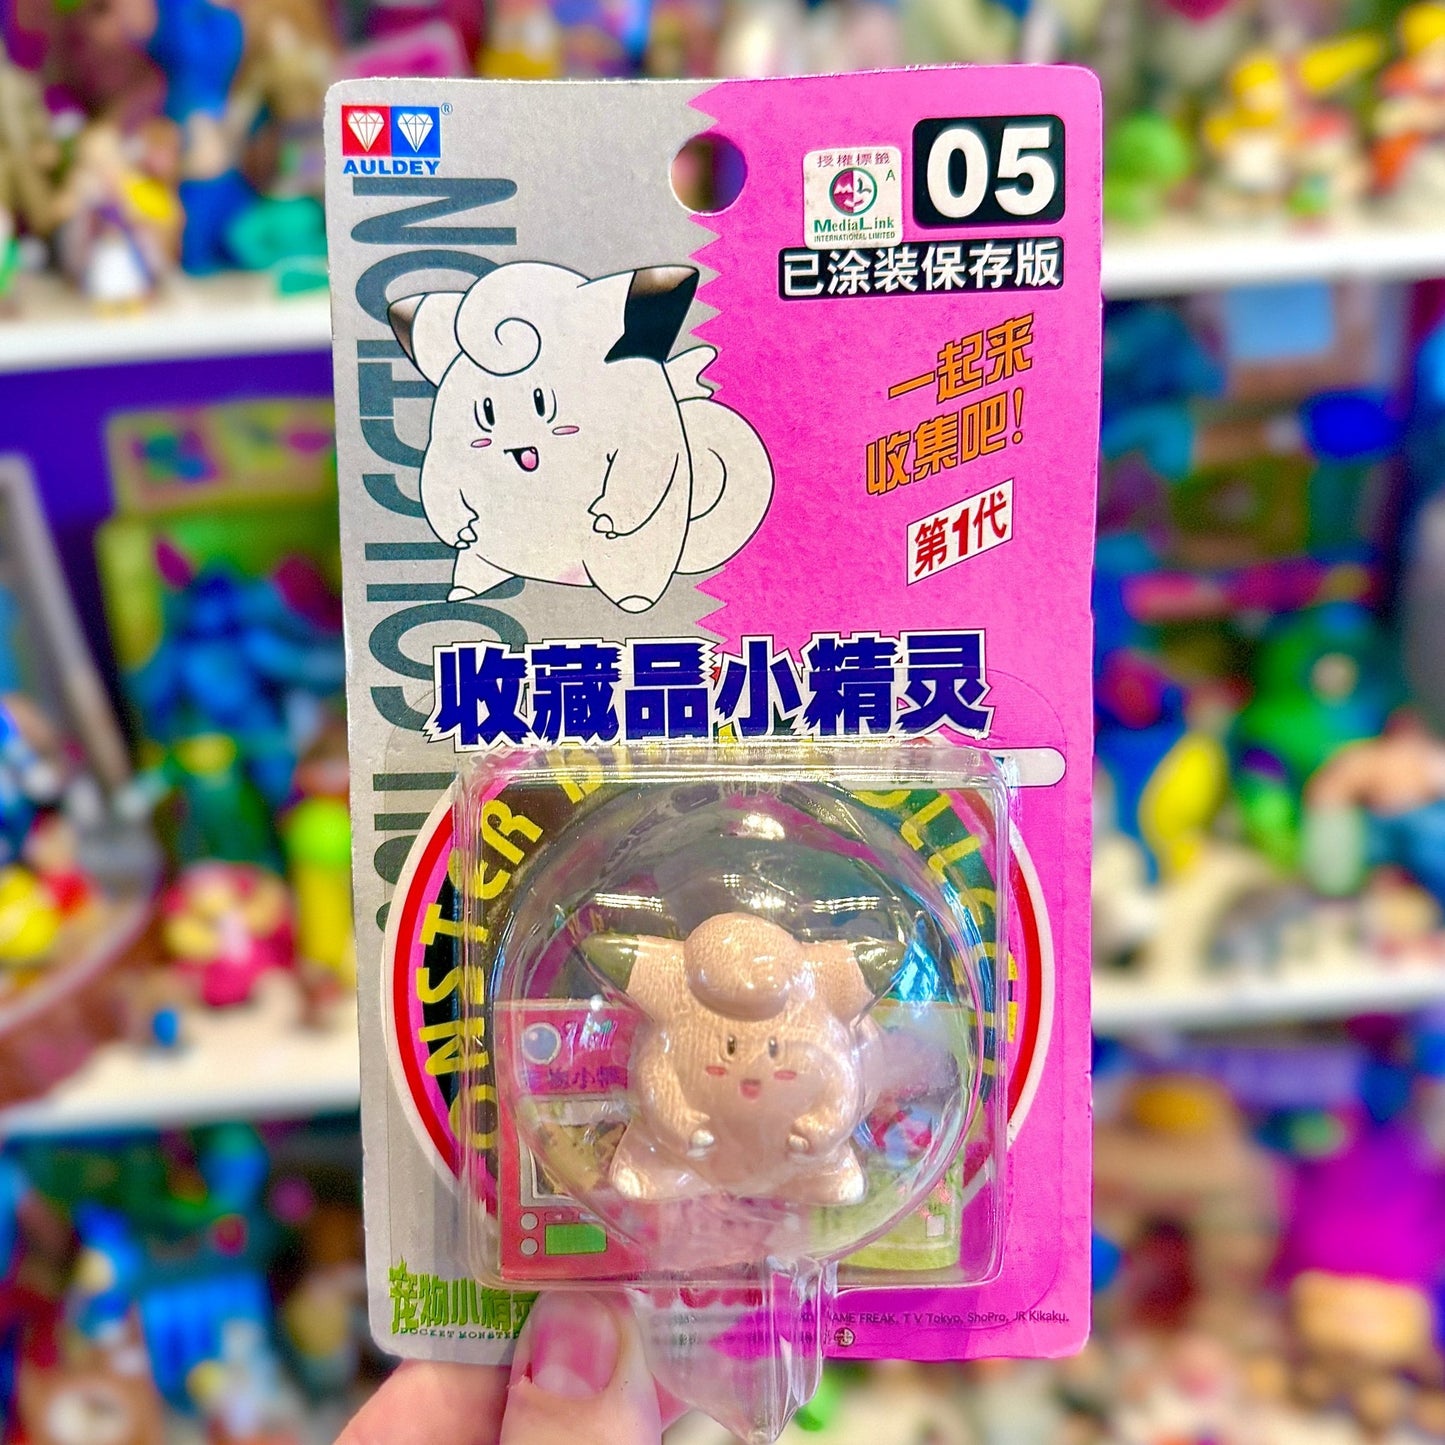 AULDEY
®
授權標籤
A
MediaLink
INTERNATIONAL LIMITED
05
已涂装保存版
一起来
收集吧!
第1代
收藏品小精灵
宠物小精灵
POCKET MONSTER
GAME FREAK, T V Tokyo, ShoPro, JR Kikaku.